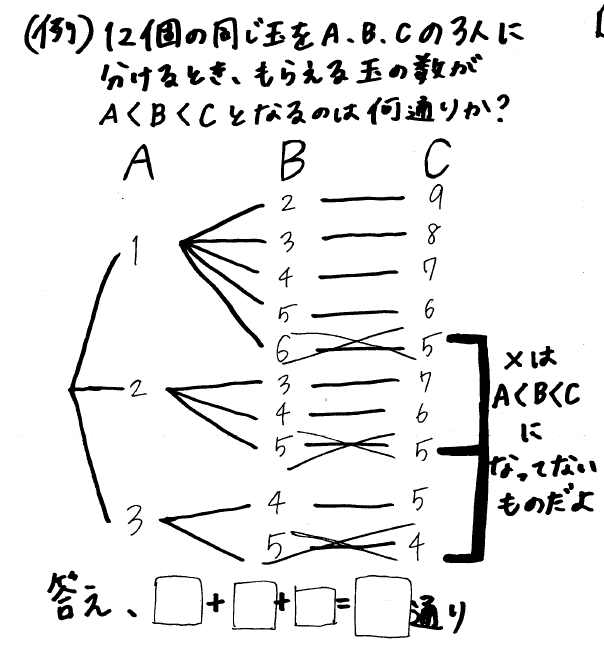 (例) 12個の同じ玉をA、B、Cの3人に
分けるとき、もらえる玉の数が
A<B<Cとなるのは何通りか?
A B C
2 9
3 8
1 4 7
5 6
6 5
2 3 7
4 6
5 5
3 4 5
5 4
×は
A<B<C
に
なってない
ものだよ
答え、□+□+□=□通り